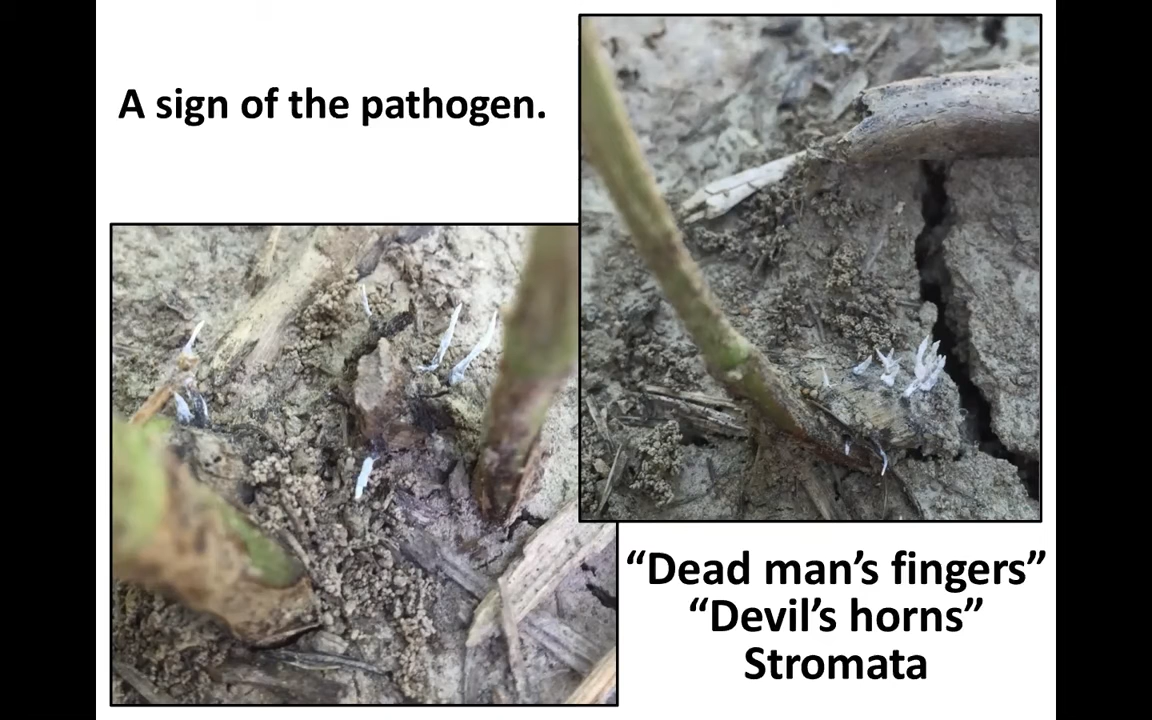 A sign of the pathogen.
“Dead man’s fingers”
“Devil’s horns”
Stromata